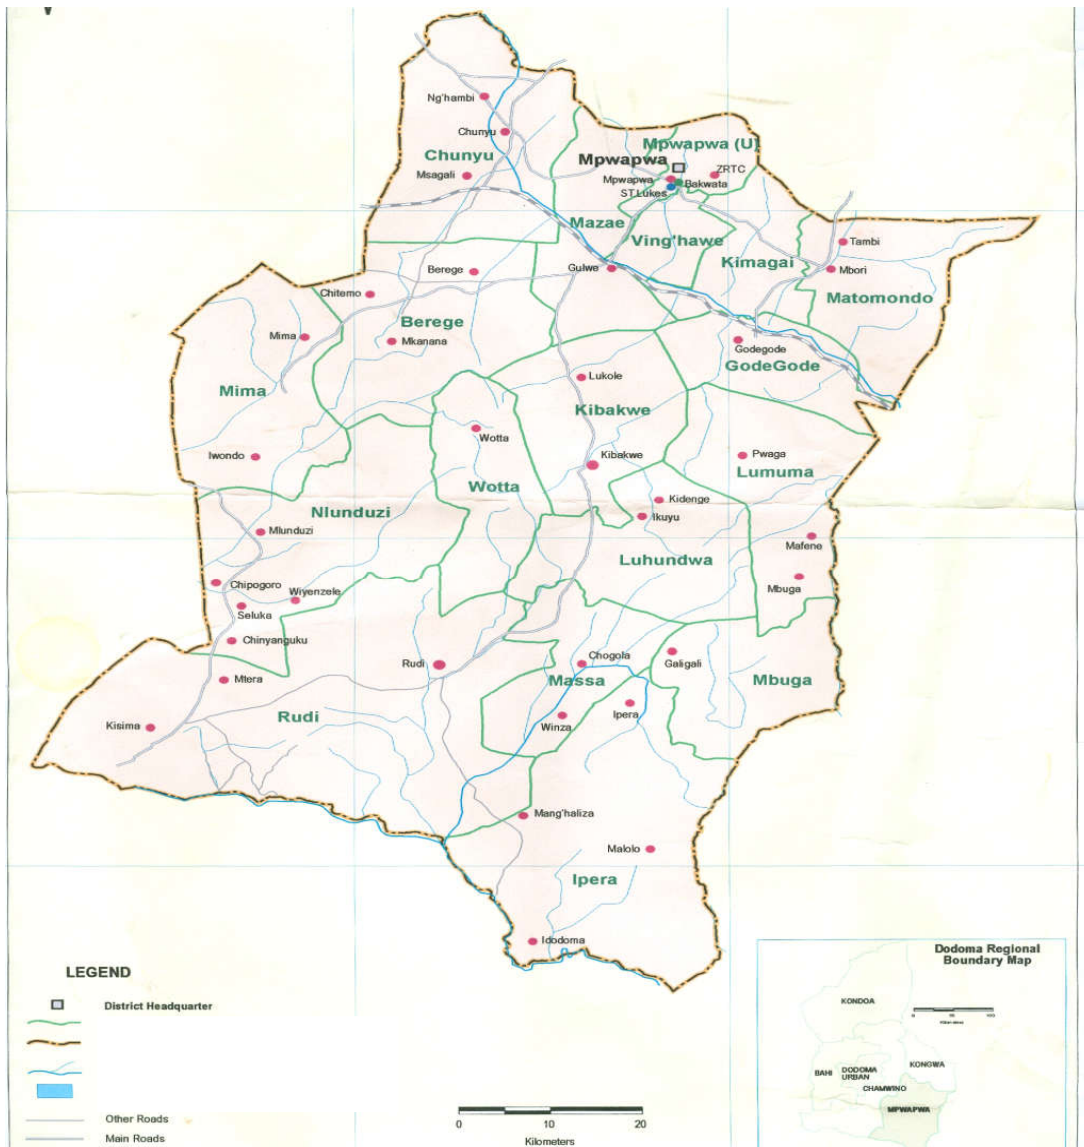 Ng'hambi
Chunyu
Chunyu
Msagali
Mpwapwa (U)
Mpwapwa
ZRTC
Mpwapwa
Bakwata
ST.Lukes
Mazae
Ving'hawe
Kimagai
Tambi
Mbori
Matomondo
Gulwe
Berege
Chitemo
Berege
Mima
Mkanana
Godegode
GodeGode
Mima
Lukole
Kibakwe
Wotta
Iwondo
Kibakwe
Pwaga
Lumuma
Wotta
Kidenge
Ikuyu
Nlunduzi
Mlunduzi
Mafene
Luhundwa
Mbuga
Chipogoro
Wiyenzele
Seluka
Chinyanguku
Rudi
Chogola
Galigali
Mtera
Massa
Mbuga
Rudi
Winza
Ipera
Kisima
Mang'haliza
Malolo
Ipera
Idodoma
LEGEND
District Headquarter
Other Roads
Main Roads
0 10 20
Kilometers
Dodoma Regional
Boundary Map
KONDOA
KONGWA
BAHI
DODOMA
URBAN
CHAMWINO
MPWAPWA